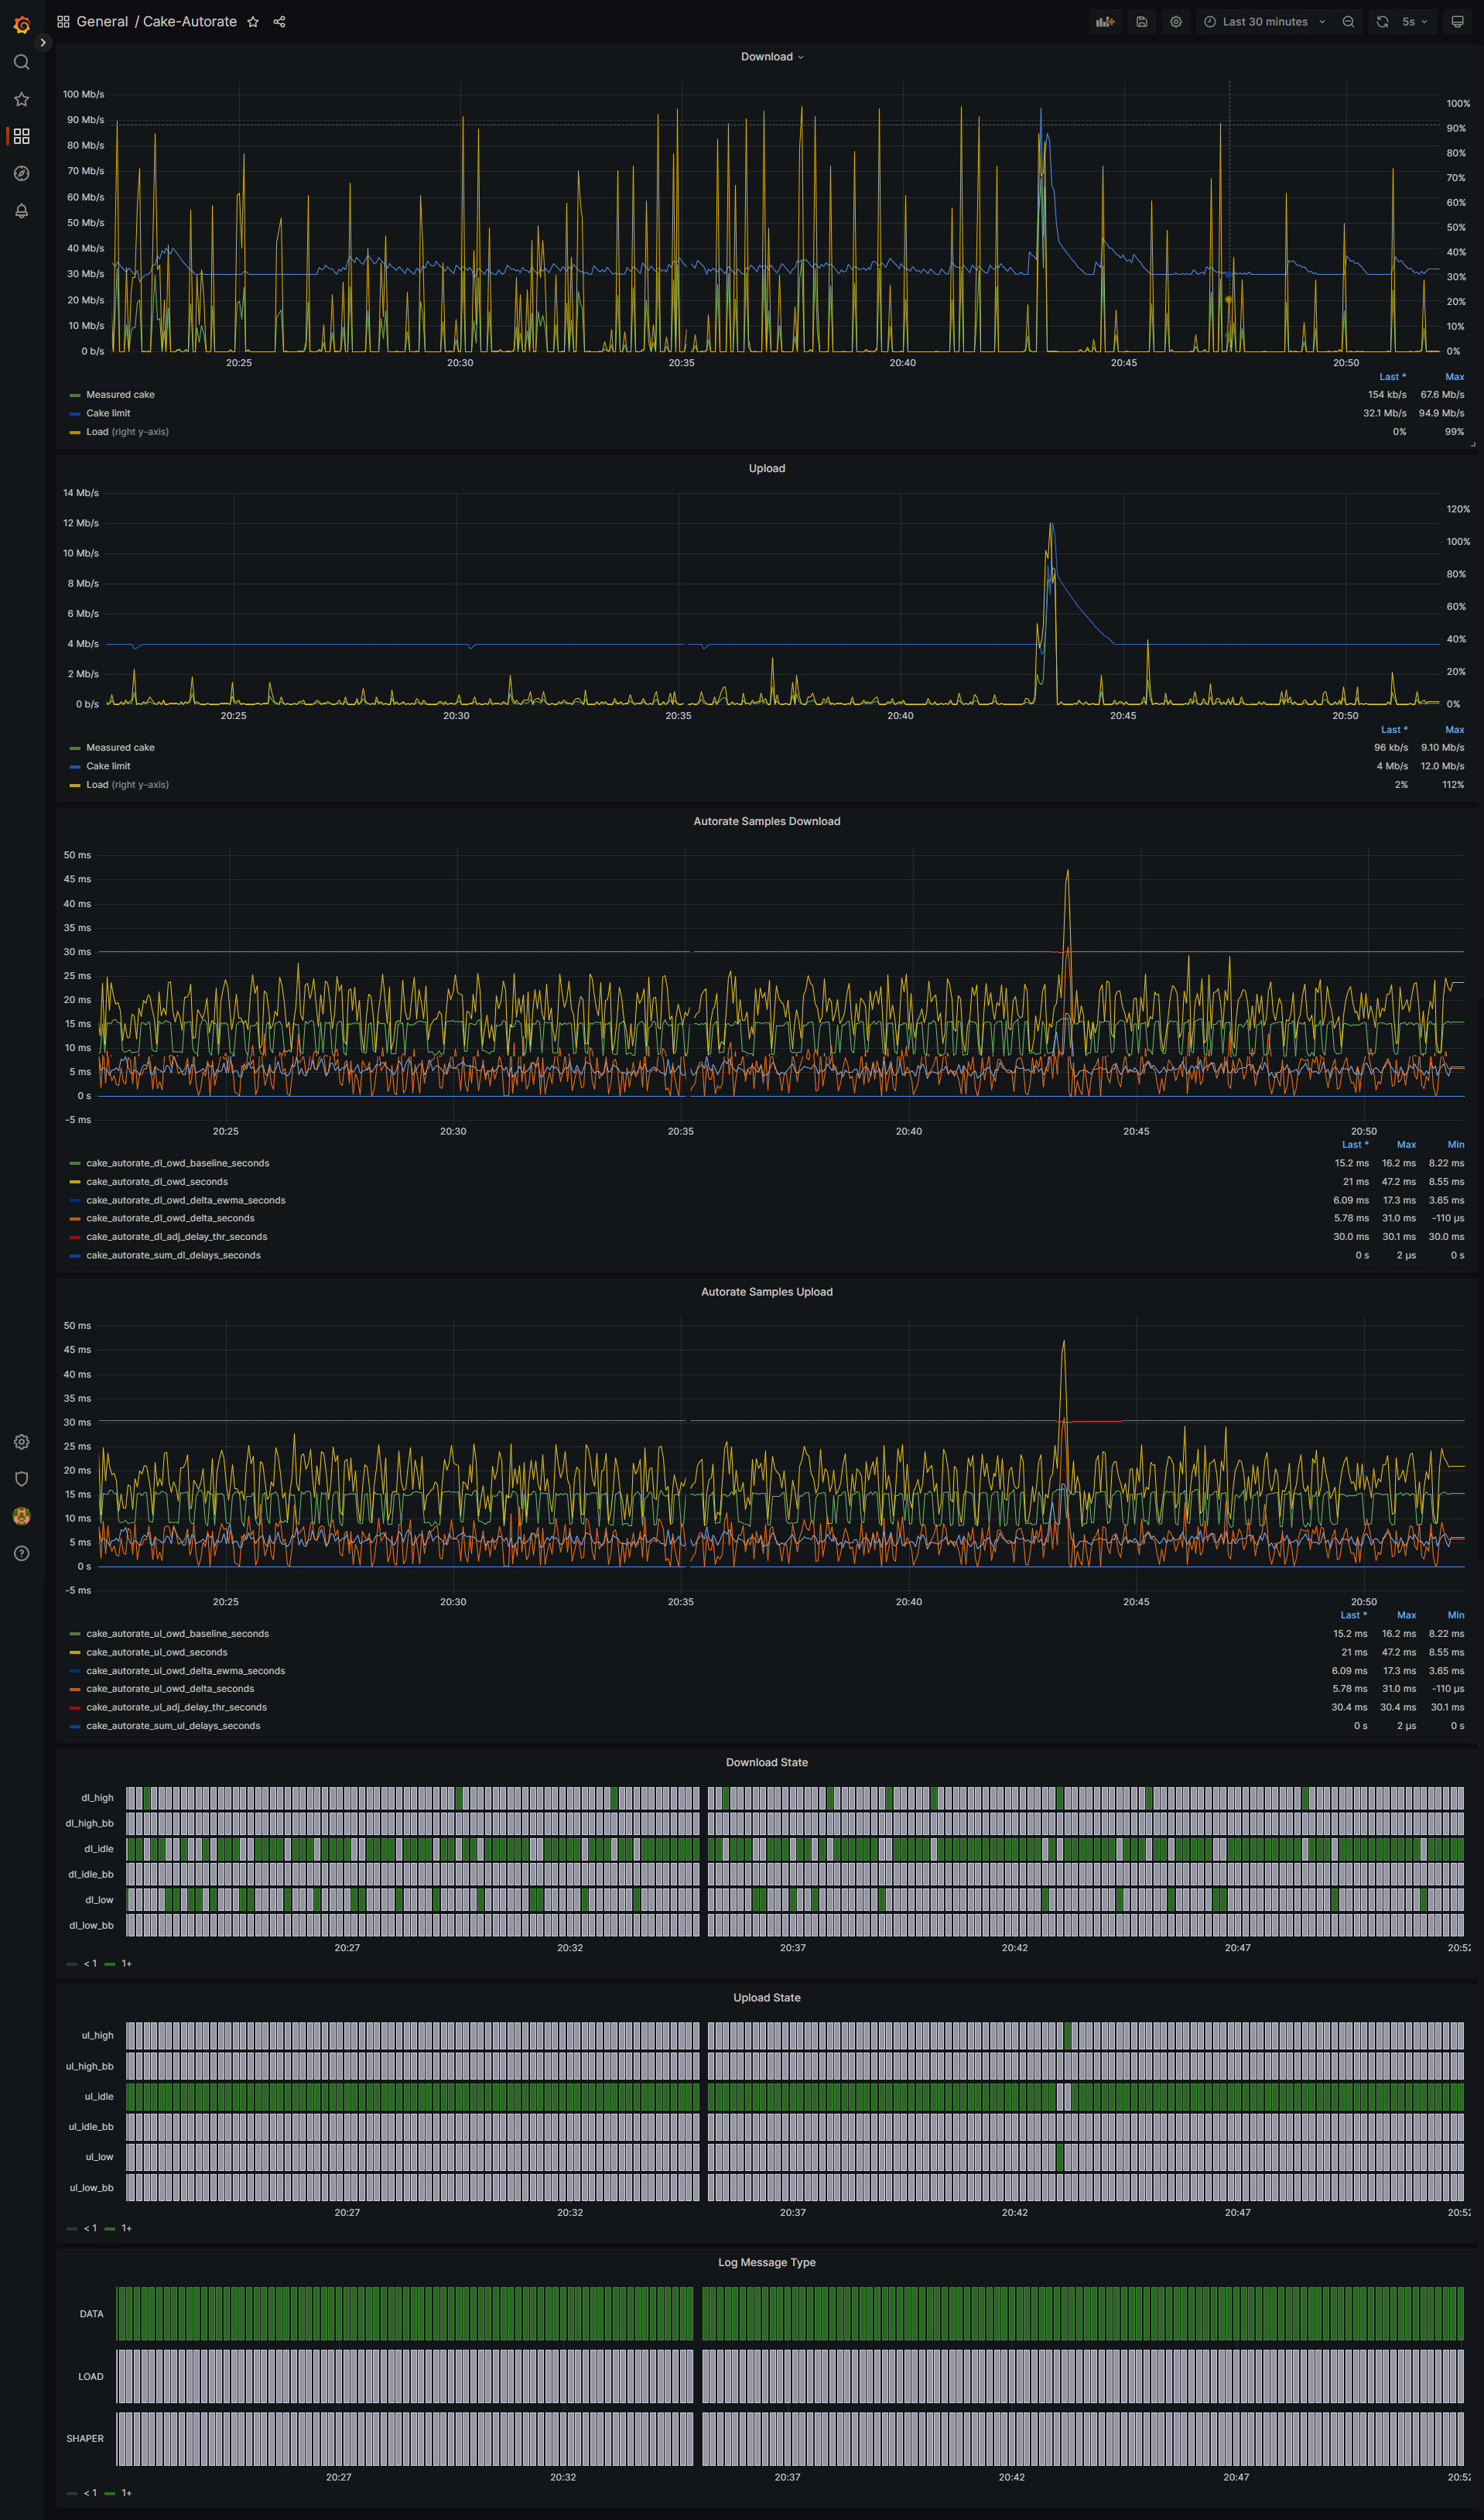 General / Cake-Autorate
Last 30 minutes
5s
Download
100 Mb/s
90 Mb/s
80 Mb/s
70 Mb/s
60 Mb/s
50 Mb/s
40 Mb/s
30 Mb/s
20 Mb/s
10 Mb/s
0 b/s
100%
90%
80%
70%
60%
50%
40%
30%
20%
10%
0%
20:25 20:30 20:35 20:40 20:45 20:50
Last * Max
Measured cake 154 kb/s 67.6 Mb/s
Cake limit 32.1 Mb/s 94.9 Mb/s
Load (right y-axis) 0% 99%
Upload
14 Mb/s
12 Mb/s
10 Mb/s
8 Mb/s
6 Mb/s
4 Mb/s
2 Mb/s
0 b/s
120%
100%
80%
60%
40%
20%
0%
20:25 20:30 20:35 20:40 20:45 20:50
Last * Max
Measured cake 96 kb/s 9.10 Mb/s
Cake limit 4 Mb/s 12.0 Mb/s
Load (right y-axis) 2% 112%
Autorate Samples Download
50 ms
45 ms
40 ms
35 ms
30 ms
25 ms
20 ms
15 ms
10 ms
5 ms
0 s
-5 ms
20:25 20:30 20:35 20:40 20:45 20:50
Last * Max Min
cake_autorate_dl_owd_baseline_seconds 15.2 ms 16.2 ms 8.22 ms
cake_autorate_dl_owd_seconds 21 ms 47.2 ms 8.55 ms
cake_autorate_dl_owd_delta_ewma_seconds 6.09 ms 17.3 ms 3.65 ms
cake_autorate_dl_owd_delta_seconds 5.78 ms 31.0 ms -110 µs
cake_autorate_dl_adj_delay_thr_seconds 30.0 ms 30.1 ms 30.0 ms
cake_autorate_sum_dl_delays_seconds 0 s 2 µs 0 s
Autorate Samples Upload
50 ms
45 ms
40 ms
35 ms
30 ms
25 ms
20 ms
15 ms
10 ms
5 ms
0 s
-5 ms
20:25 20:30 20:35 20:40 20:45 20:50
Last * Max Min
cake_autorate_ul_owd_baseline_seconds 15.2 ms 16.2 ms 8.22 ms
cake_autorate_ul_owd_seconds 21 ms 47.2 ms 8.55 ms
cake_autorate_ul_owd_delta_ewma_seconds 6.09 ms 17.3 ms 3.65 ms
cake_autorate_ul_owd_delta_seconds 5.78 ms 31.0 ms -110 µs
cake_autorate_ul_adj_delay_thr_seconds 30.4 ms 30.4 ms 30.1 ms
cake_autorate_sum_ul_delays_seconds 0 s 2 µs 0 s
Download State
dl_high
dl_high_bb
dl_idle
dl_idle_bb
dl_low
dl_low_bb
20:27 20:32 20:37 20:42 20:47 20:52
< 1 1+
Upload State
ul_high
ul_high_bb
ul_idle
ul_idle_bb
ul_low
ul_low_bb
20:27 20:32 20:37 20:42 20:47 20:52
< 1 1+
Log Message Type
DATA
LOAD
SHAPER
20:27 20:32 20:37 20:42 20:47 20:52
< 1 1+